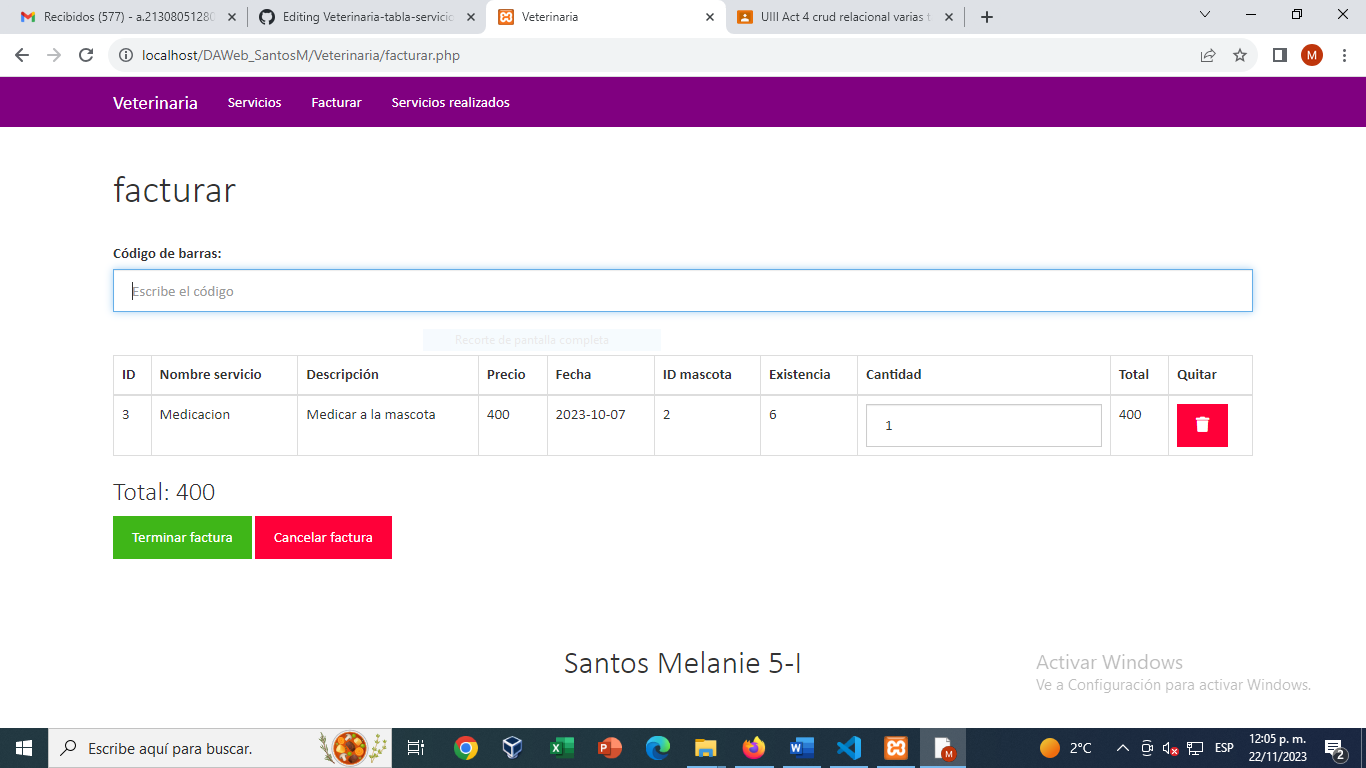 Recibidos (577) - a.21308051280
Editing Veterinaria-tabla-servicio
Veterinaria
UIII Act 4 crud relacional varias t
localhost/DAWeb_SantosM/Veterinaria/facturar.php
M
Veterinaria Servicios Facturar Servicios realizados
facturar
Código de barras:
Escribe el código
Recorte de pantalla completa
ID Nombre servicio Descripción Precio Fecha ID mascota Existencia Cantidad Total Quitar
3 Medicacion Medicar a la mascota 400 2023-10-07 2 6 1 400
Total: 400
Terminar factura Cancelar factura
Santos Melanie 5-I
Activar Windows
Ve a Configuración para activar Windows.
Escribe aquí para buscar.
2°C
ESP
12:05 p. m.
22/11/2023
2